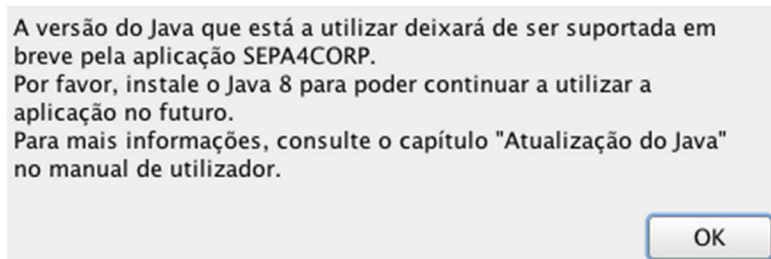 A versão do Java que está a utilizar deixará de ser suportada em
breve pela aplicação SEPA4CORP.
Por favor, instale o Java 8 para poder continuar a utilizar a
aplicação no futuro.
Para mais informações, consulte o capítulo "Atualização do Java"
no manual de utilizador.
OK